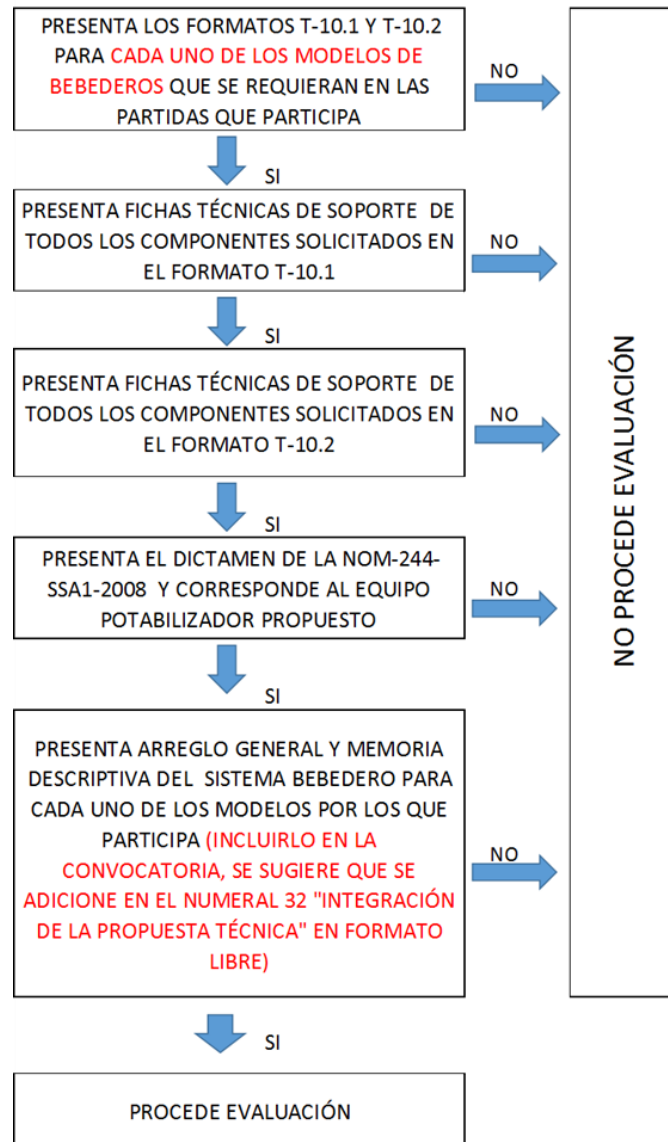 PRESENTA LOS FORMATOS T-10.1 Y T-10.2
PARA CADA UNO DE LOS MODELOS DE
BEBEDEROS QUE SE REQUIERAN EN LAS
PARTIDAS QUE PARTICIPA
NO
SI
PRESENTA FICHAS TÉCNICAS DE SOPORTE DE
TODOS LOS COMPONENTES SOLICITADOS EN
EL FORMATO T-10.1
NO
SI
PRESENTA FICHAS TÉCNICAS DE SOPORTE DE
TODOS LOS COMPONENTES SOLICITADOS EN
EL FORMATO T-10.2
NO
SI
PRESENTA EL DICTAMEN DE LA NOM-244-
SSA1-2008 Y CORRESPONDE AL EQUIPO
POTABILIZADOR PROPUESTO
NO
SI
PRESENTA ARREGLO GENERAL Y MEMORIA
DESCRIPTIVA DEL SISTEMA BEBEDERO PARA
CADA UNO DE LOS MODELOS POR LOS QUE
PARTICIPA (INCLUIRLO EN LA
CONVOCATORIA, SE SUGIERE QUE SE
ADICIONE EN EL NUMERAL 32 "INTEGRACIÓN
DE LA PROPUESTA TÉCNICA" EN FORMATO
LIBRE)
NO
SI
PROCEDE EVALUACIÓN
NO PROCEDE EVALUACIÓN